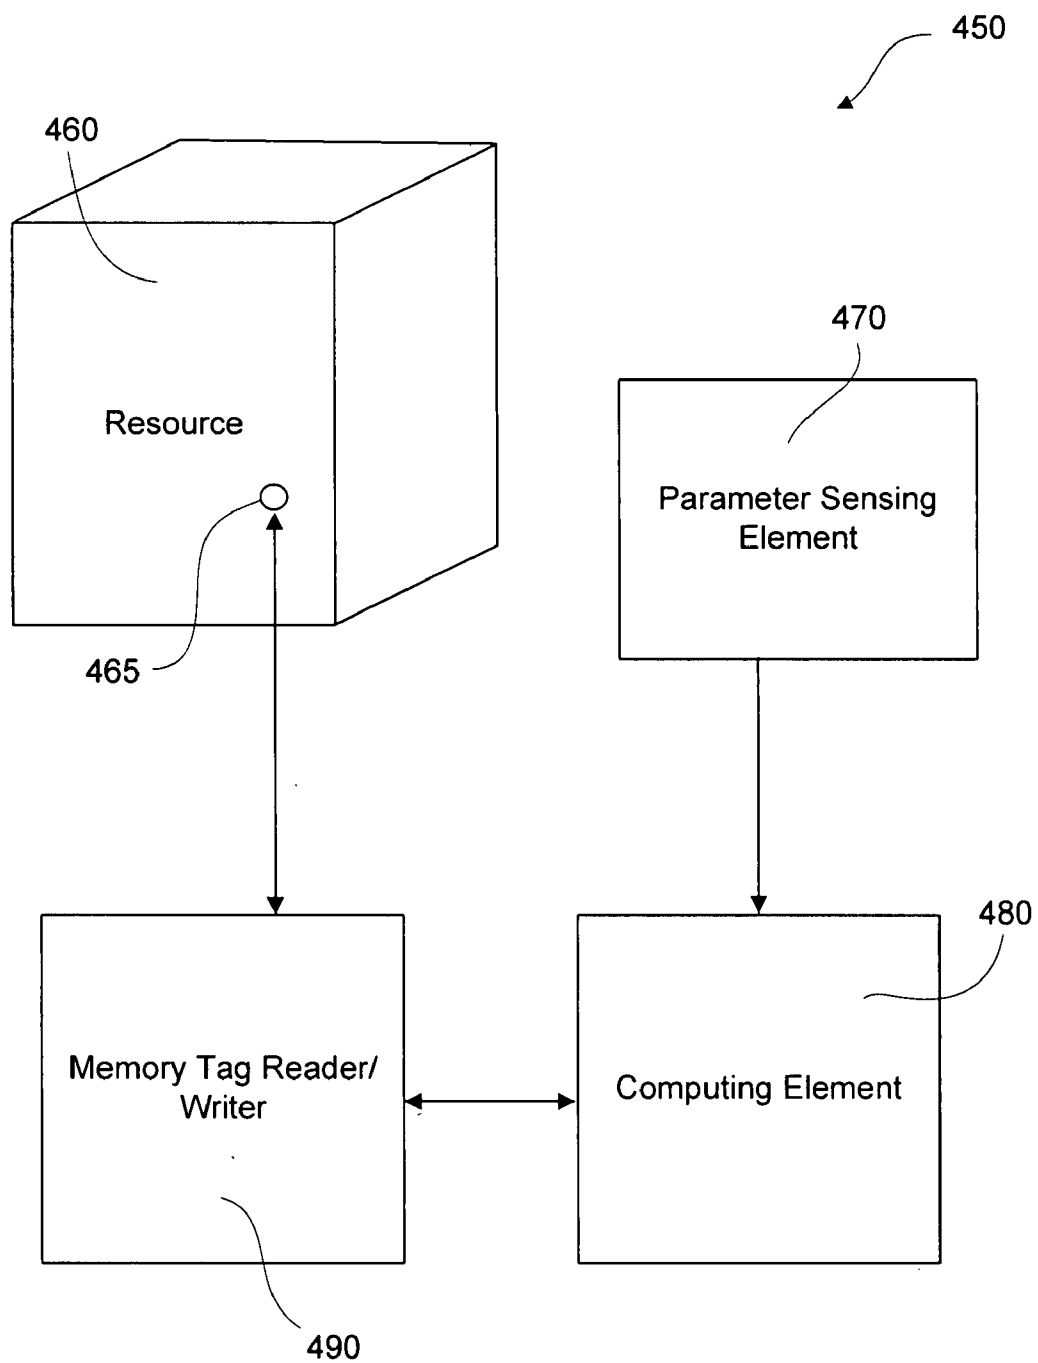 450
460
470
Resource
Parameter Sensing
Element
465
480
Memory Tag Reader/
Writer
Computing Element
490